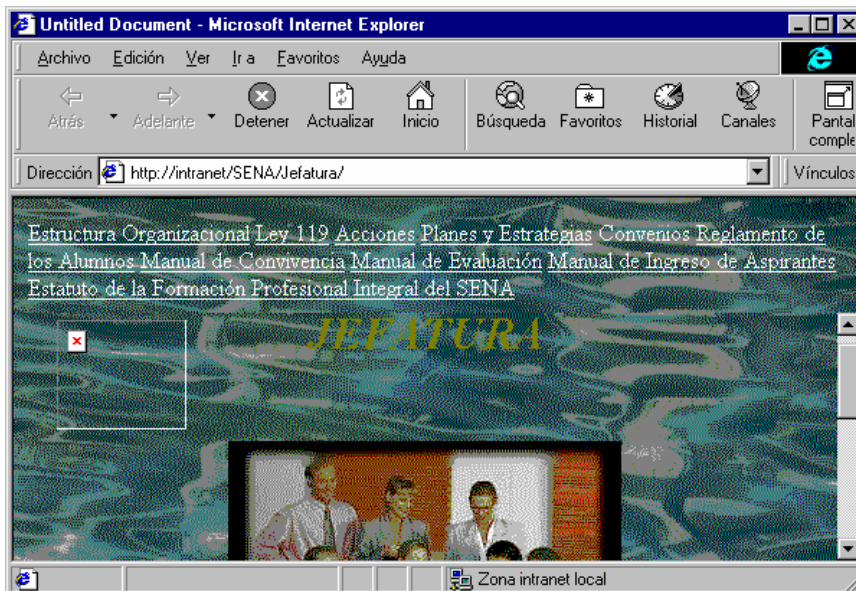 Untitled Document - Microsoft Internet Explorer
Archivo Edición Ver Ir a Favoritos Ayuda
Atrás Adelante Detener Actualizar Inicio Búsqueda Favoritos Historial Canales Pantal
comple
Dirección http://intranet/SENA/Jefatura/ Vínculos
Estructura Organizacional Ley 119 Acciones Planes y Estrategias Convenios Reglamento de
los Alumnos Manual de Convivencia Manual de Evaluación Manual de Ingreso de Aspirantes
Estatuto de la Formación Profesional Integral del SENA
JEFATURA
Zona intranet local